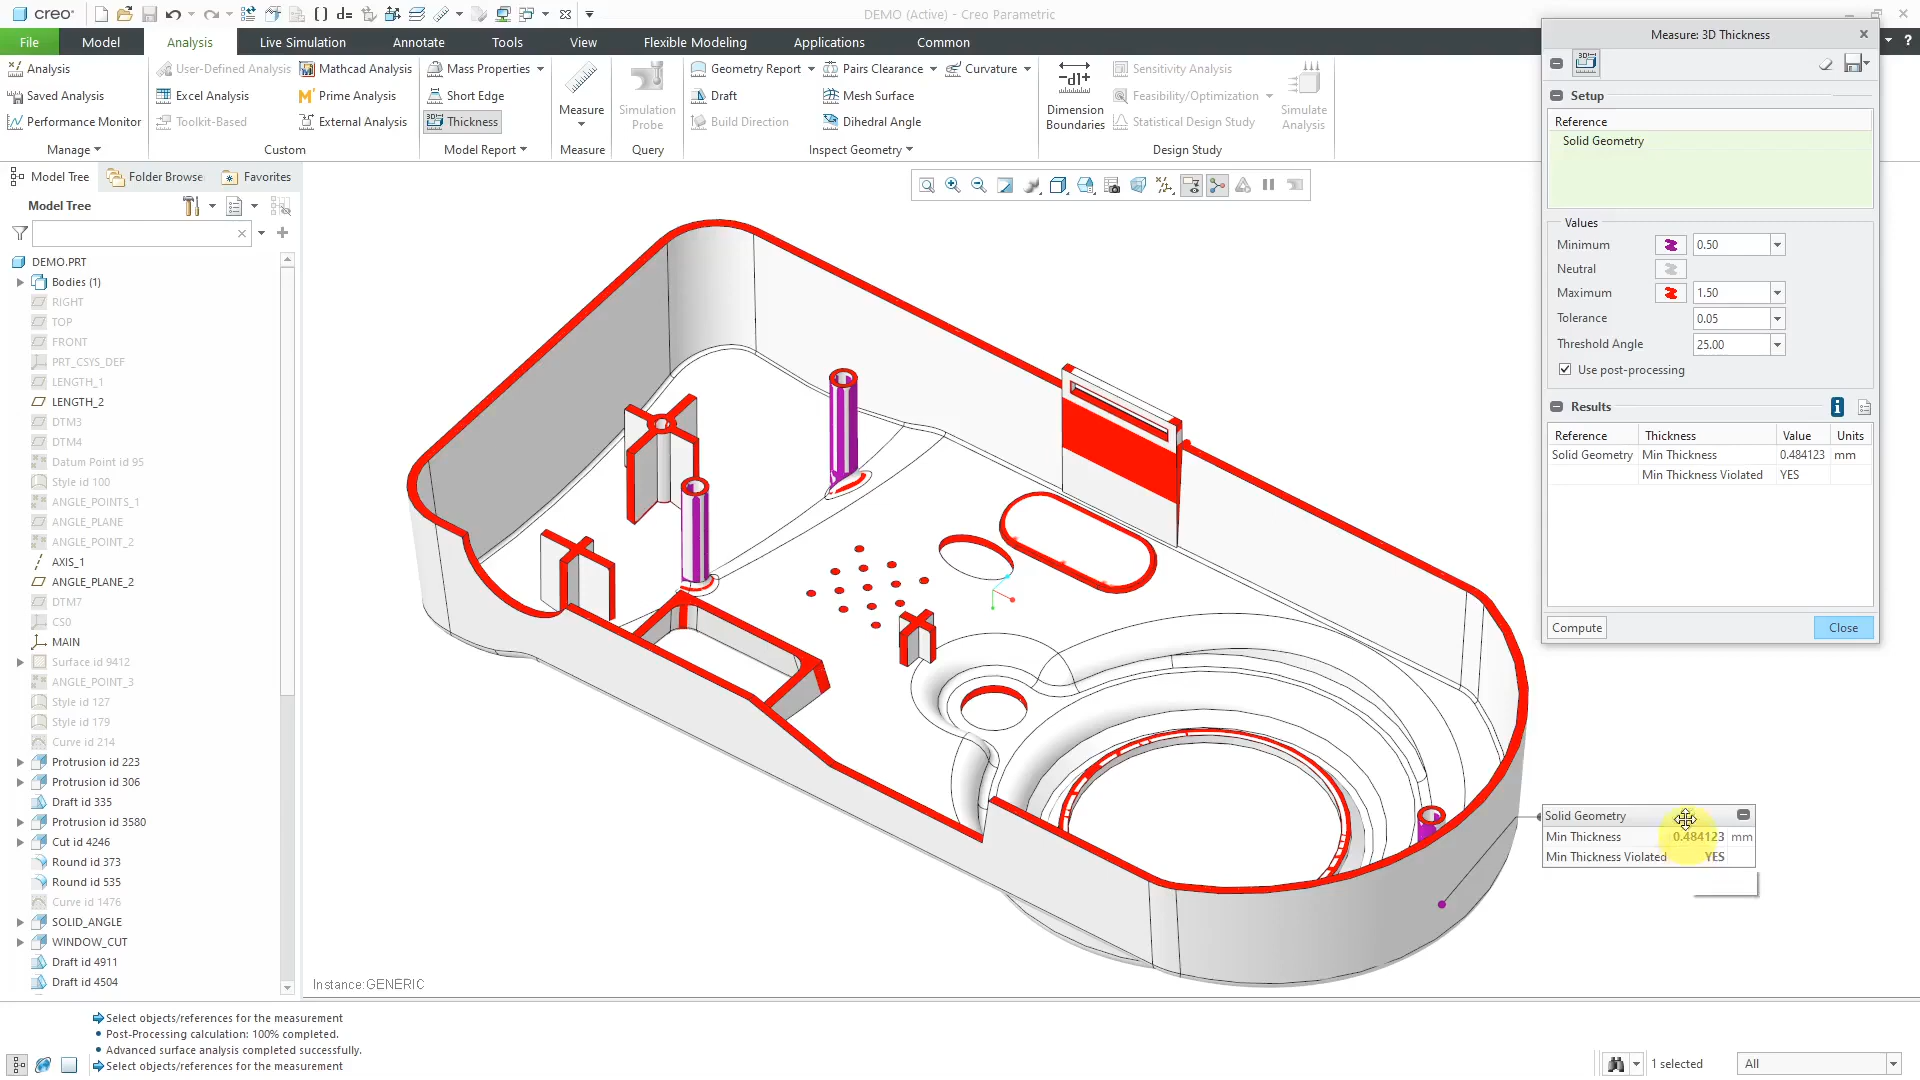 creo
DEMO (Active) - Creo Parametric
File
Model
Analysis
Live Simulation
Annotate
Tools
View
Flexible Modeling
Applications
Common
Analysis
Saved Analysis
Performance Monitor
Manage
User-Defined Analysis
Excel Analysis
Toolkit-Based
Mathcad Analysis
Prime Analysis
External Analysis
Custom
Mass Properties
Short Edge
Thickness
Model Report
Measure
Measure
Simulation Probe
Query
Geometry Report
Draft
Build Direction
Pairs Clearance
Mesh Surface
Dihedral Angle
Curvature
Inspect Geometry
Dimension Boundaries
Sensitivity Analysis
Feasibility/Optimization
Statistical Design Study
Simulate Analysis
Design Study
Model Tree
Folder Browse
Favorites
Model Tree
DEMO.PRT
Bodies (1)
RIGHT
TOP
FRONT
PRT_CSYS_DEF
LENGTH_1
LENGTH_2
DTM3
DTM4
Datum Point id 95
Style id 100
ANGLE_POINTS_1
ANGLE_PLANE
ANGLE_POINT_2
AXIS_1
ANGLE_PLANE_2
DTM7
CS0
MAIN
Surface id 9412
ANGLE_POINT_3
Style id 127
Style id 179
Curve id 214
Protrusion id 223
Protrusion id 306
Draft id 335
Protrusion id 3580
Cut id 4246
Round id 373
Round id 535
Curve id 1476
SOLID_ANGLE
WINDOW_CUT
Draft id 4911
Draft id 4504
Instance:GENERIC
Measure: 3D Thickness
Setup
Reference
Solid Geometry
Values
Minimum 0.50
Neutral
Maximum 1.50
Tolerance 0.05
Threshold Angle 25.00
Use post-processing
Results
Reference Thickness Value Units
Solid Geometry Min Thickness 0.484123 mm
Min Thickness Violated YES
Compute
Close
Solid Geometry
Min Thickness 0.484123 mm
Min Thickness Violated YES
Select objects/references for the measurement
Post-Processing calculation: 100% completed.
Advanced surface analysis completed successfully.
Select objects/references for the measurement
1 selected
All